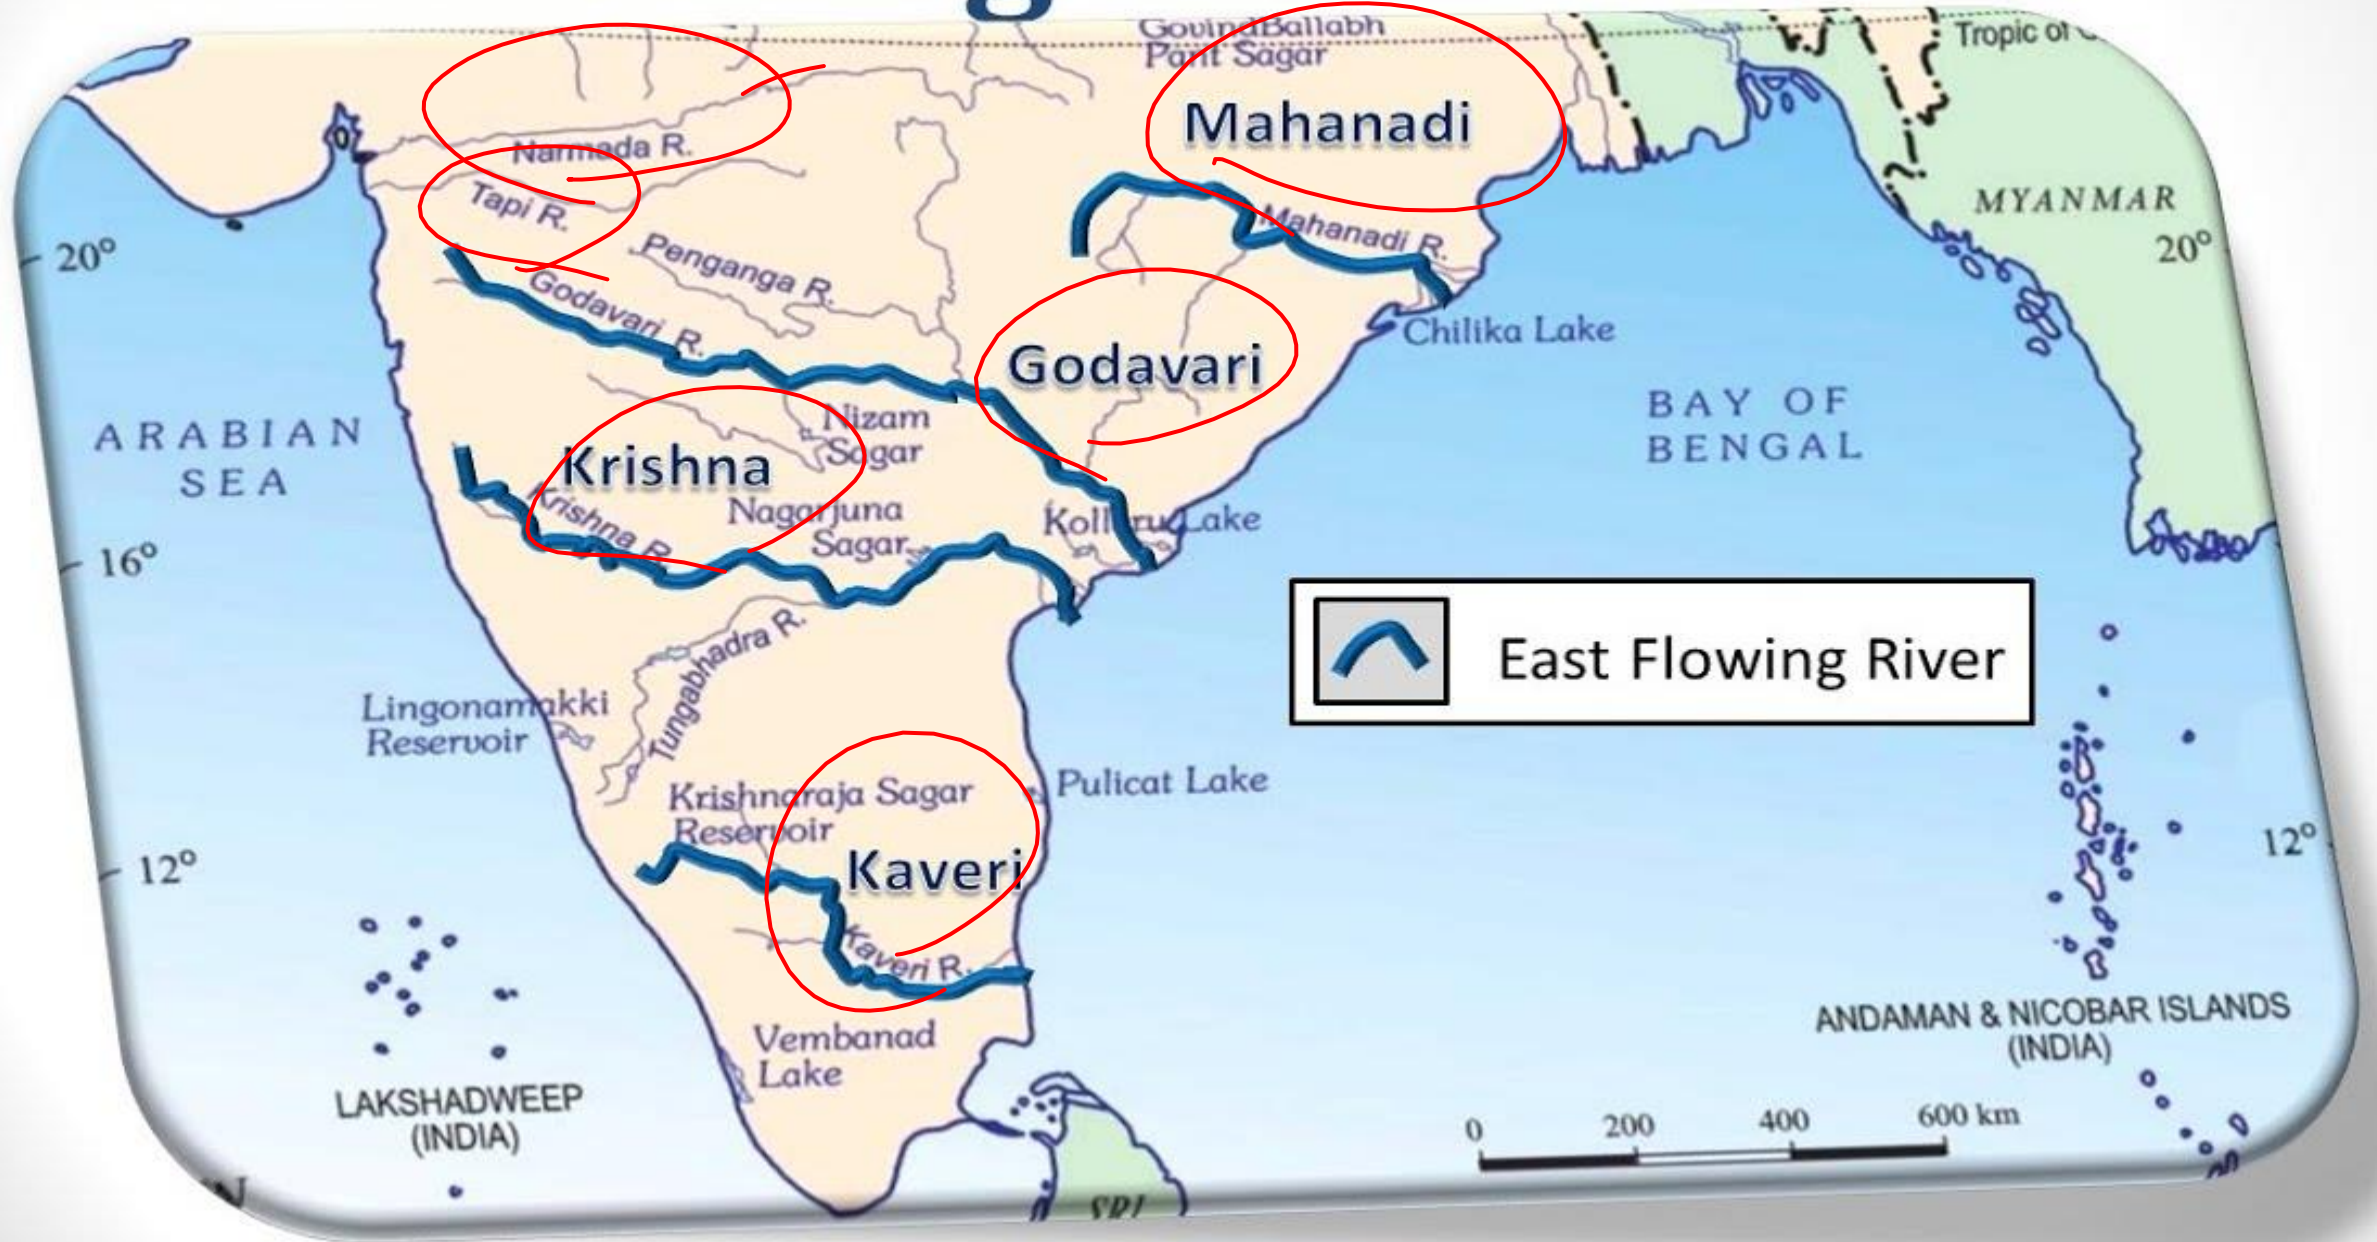 g
GovindBallabh
Pant Sagar
Tropic of
Mahanadi
Narmada R.
Tapi R.
Mahanadi R.
MYANMAR
20°
20°
Penganga R.
Godavari R.
Chilika Lake
Godavari
ARABIAN
SEA
BAY OF
BENGAL
Nizam
Sagar
Krishna
Krishna R.
Nagarjuna
Sagar
Kolleru Lake
16°
East Flowing River
Tungabhadra R.
Lingonamakki
Reservoir
Krishnaraja Sagar
Reservoir
Pulicat Lake
12°
12°
Kaveri
Kaveri R.
Vembanad
Lake
ANDAMAN & NICOBAR ISLANDS
(INDIA)
LAKSHADWEEP
(INDIA)
0 200 400 600 km
SRI